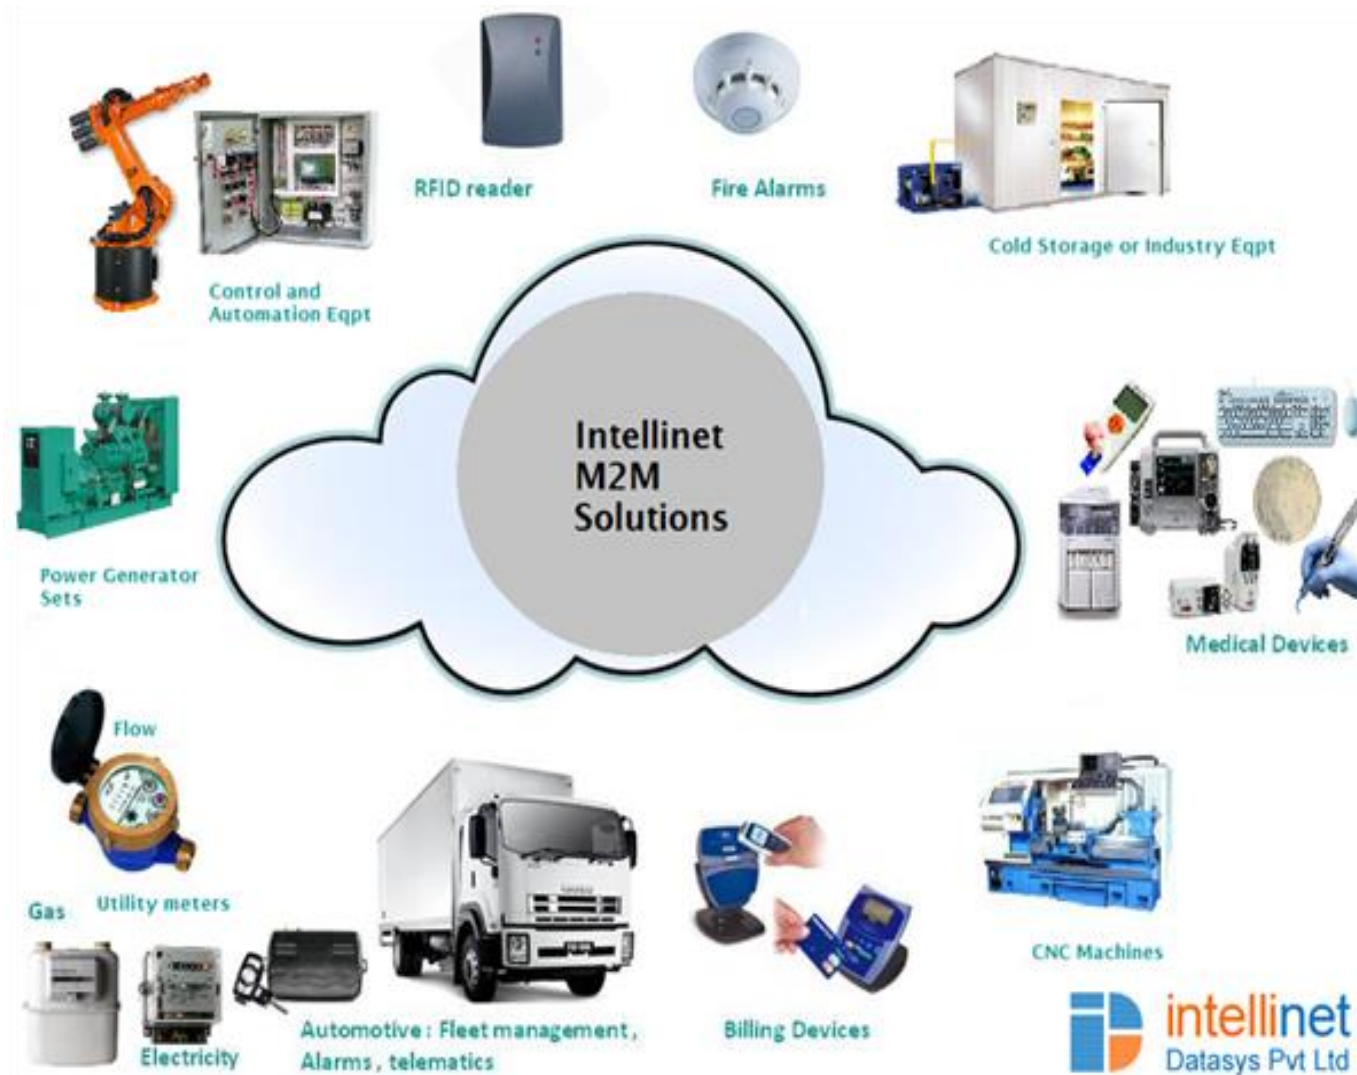 RFID reader
Fire Alarms
Cold Storage or Industry Eqpt
Control and
Automation Eqpt
Intellinet
M2M
Solutions
Power Generator
Sets
Medical Devices
Flow
Utility meters
Gas
CNC Machines
Electricity
Automotive : Fleet management ,
Alarms , telematics
Billing Devices
intellinet
Datasys Pvt Ltd